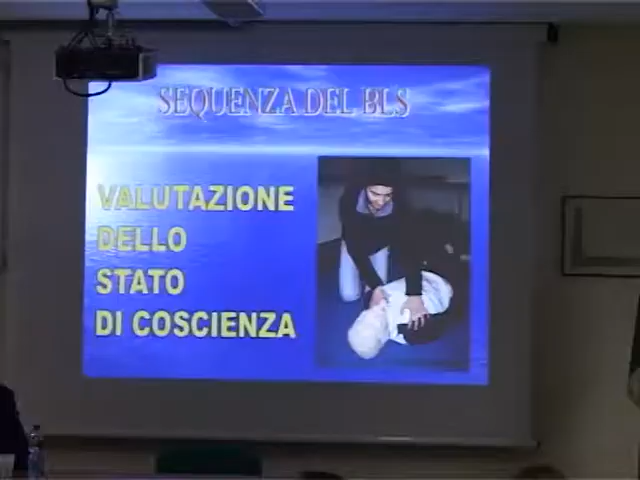 SEQUENZA DEL BLS
VALUTAZIONE
DELLO
STATO
DI COSCIENZA